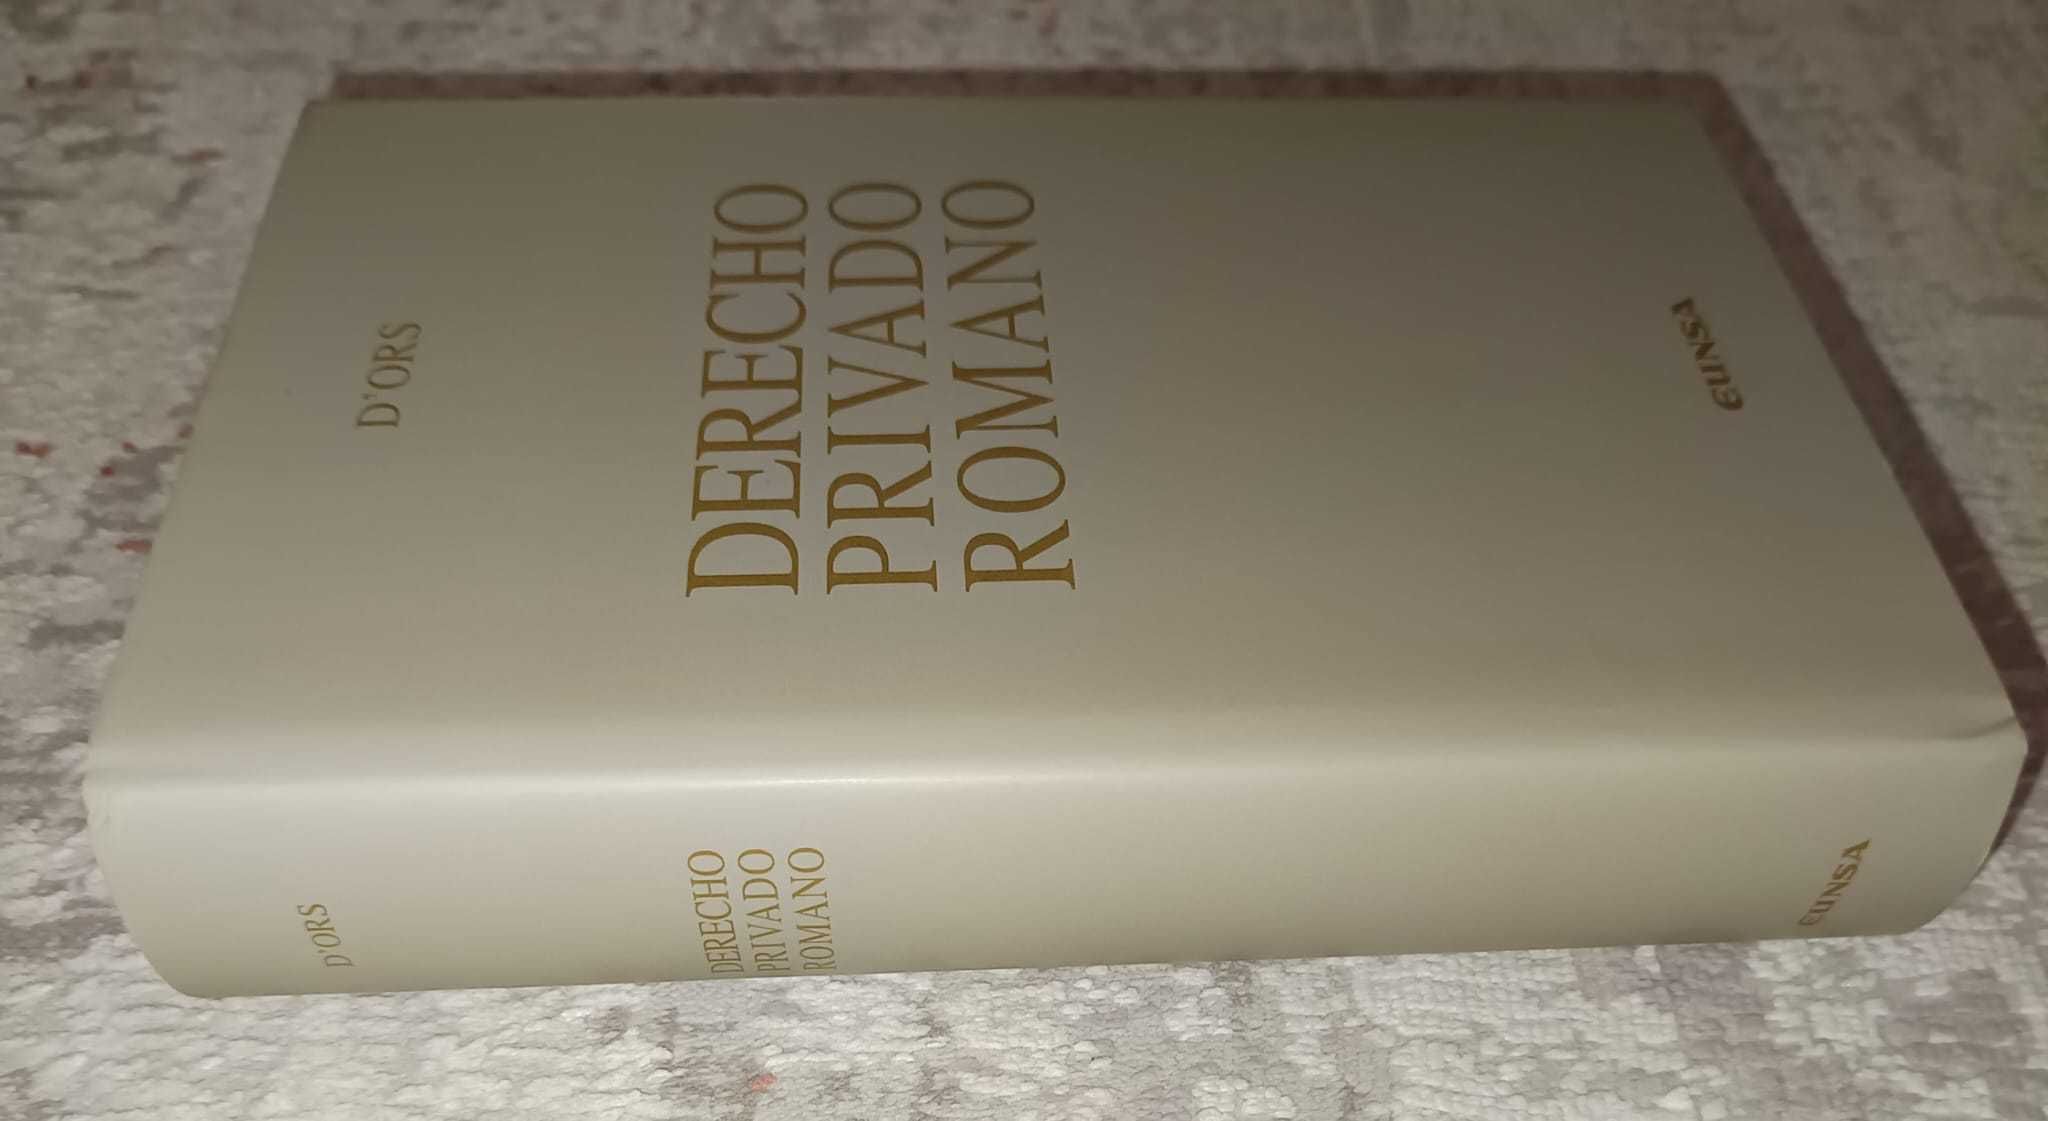 D'ORS
DERECHO
PRIVADO
ROMANO
EUNSA
D'ORS
DERECHO
PRIVADO
ROMANO
EUNSA